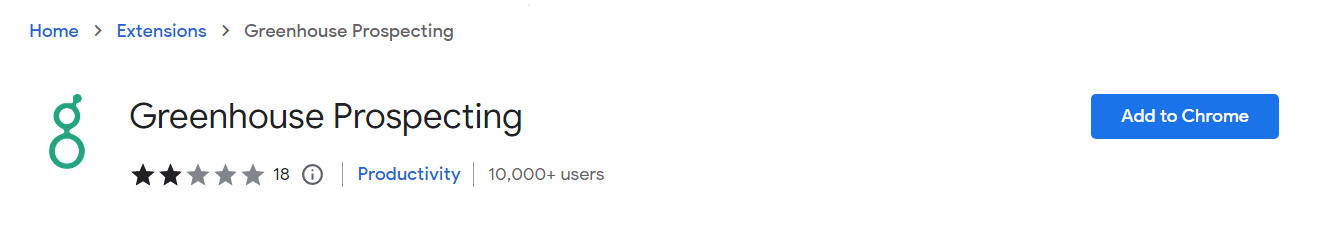 Home > Extensions > Greenhouse Prospecting
Greenhouse Prospecting
Add to Chrome
18 Productivity 10,000+ users